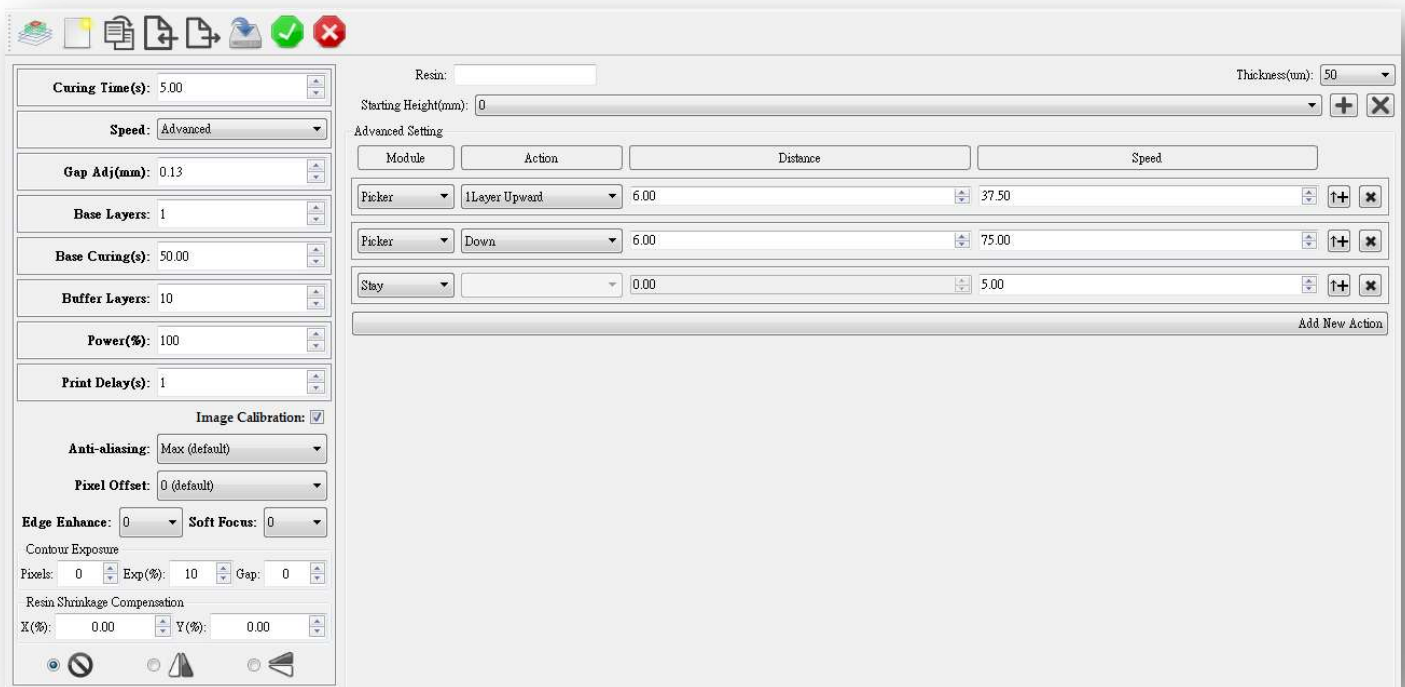 Resin:
Thickness(um): 50
Curing Time(s): 5.00
Starting Height(mm): 0
Speed: Advanced
Advanced Setting
Module Action Distance Speed
Gap Adj(mm): 0.13
Picker 1Layer Upward 6.00 37.50
Base Layers: 1
Picker Down 6.00 75.00
Base Curing(s): 50.00
Stay 0.00 5.00
Buffer Layers: 10
Add New Action
Power(%): 100
Print Delay(s): 1
Image Calibration:
Anti-aliasing: Max (default)
Pixel Offset: 0 (default)
Edge Enhance: 0 Soft Focus: 0
Contour Exposure
Pixels: 0 Exp(%): 10 Gap: 0
Resin Shrinkage Compensation
X(%): 0.00 Y(%): 0.00